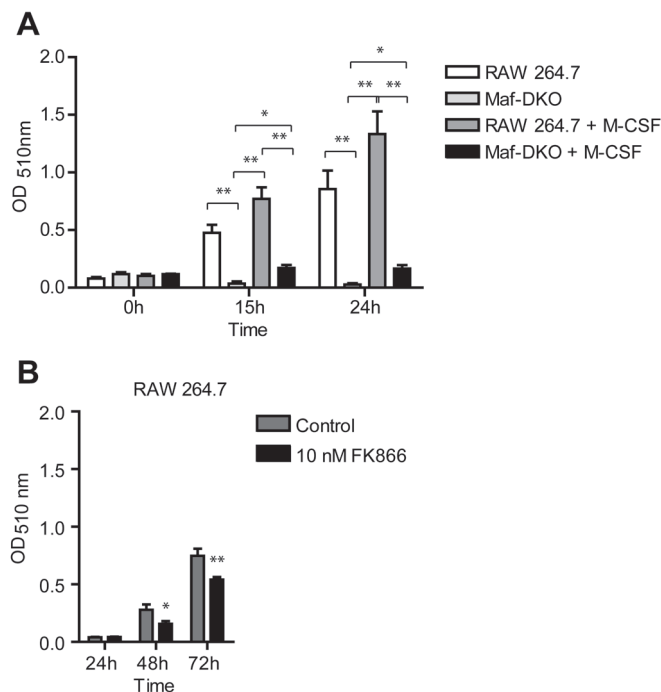 A
2.0
1.5
1.0
0.5
0.0
OD 510nm
*
**
**
**
*
**
**
**
0h
15h
24h
Time
RAW 264.7
Maf-DKO
RAW 264.7 + M-CSF
Maf-DKO + M-CSF
B
RAW 264.7
2.0
1.5
1.0
0.5
0.0
OD 510 nm
*
**
24h
48h
72h
Time
Control
10 nM FK866